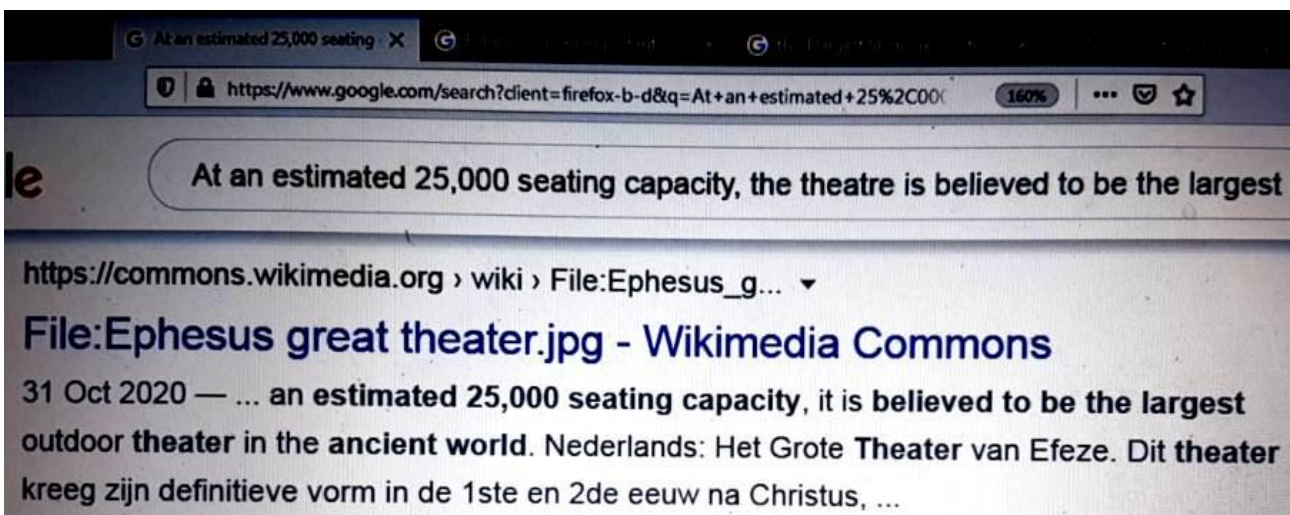 G At an estimated 25,000 seating X G G
https://www.google.com/search?client=firefox-b-d&q=At+an+estimated+25%2C00 160% ...
le At an estimated 25,000 seating capacity, the theatre is believed to be the largest
https://commons.wikimedia.org › wiki › File:Ephesus_g... ▾
File:Ephesus great theater.jpg - Wikimedia Commons
31 Oct 2020 — ... an estimated 25,000 seating capacity, it is believed to be the largest
outdoor theater in the ancient world. Nederlands: Het Grote Theater van Efeze. Dit theater
kreeg zijn definitieve vorm in de 1ste en 2de eeuw na Christus, ...